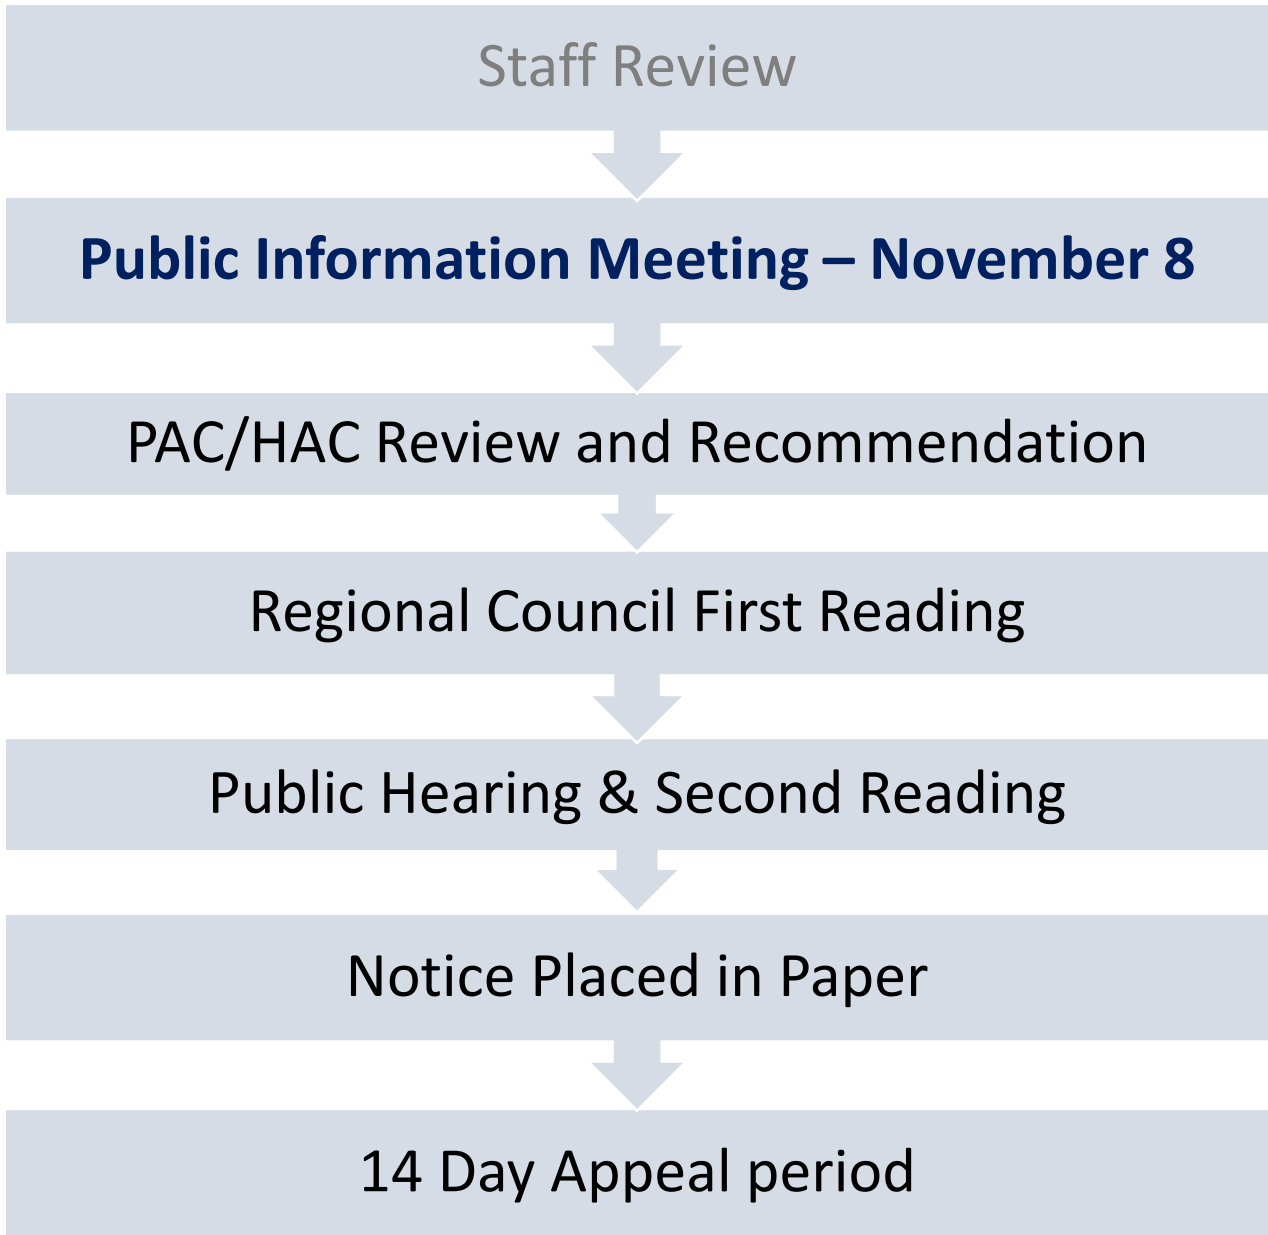 Staff Review
Public Information Meeting – November 8
PAC/HAC Review and Recommendation
Regional Council First Reading
Public Hearing & Second Reading
Notice Placed in Paper
14 Day Appeal period